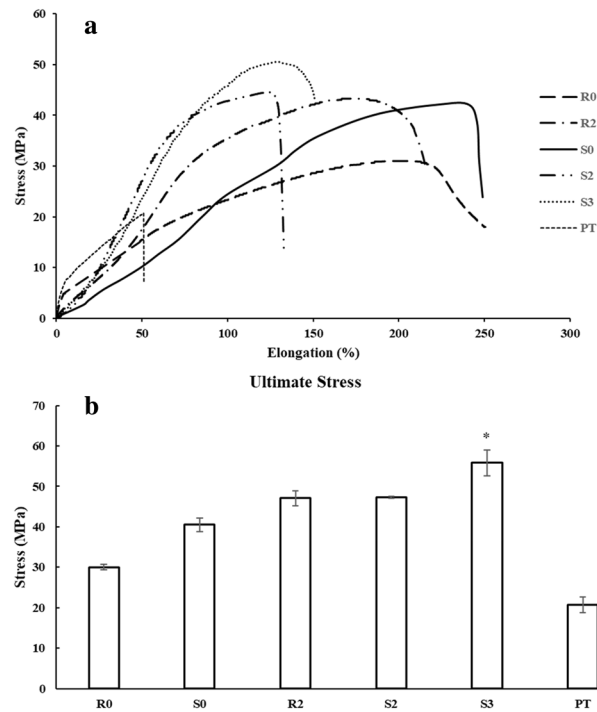 a
60
50
40
30
20
10
0
Stress (MPa)
0 50 100 150 200 250 300
Elongation (%)
R0
R2
S0
S2
S3
PT
Ultimate Stress
b
70
60
50
40
30
20
10
0
Stress (MPa)
*
R0 S0 R2 S2 S3 PT